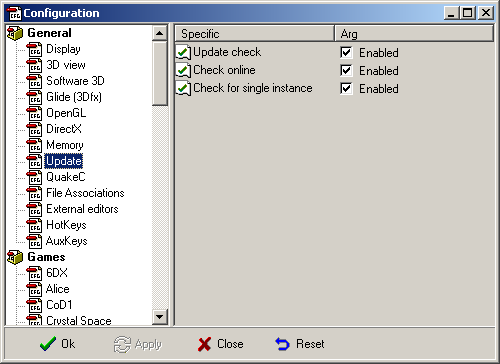 Configuration
General
Display
3D view
Software 3D
Glide (3Dfx)
OpenGL
DirectX
Memory
Update
QuakeC
File Associations
External editors
HotKeys
AuxKeys
Games
6DX
Alice
CoD1
Crystal Space
Specific Arg
Update check Enabled
Check online Enabled
Check for single instance Enabled
Ok Apply Close Reset